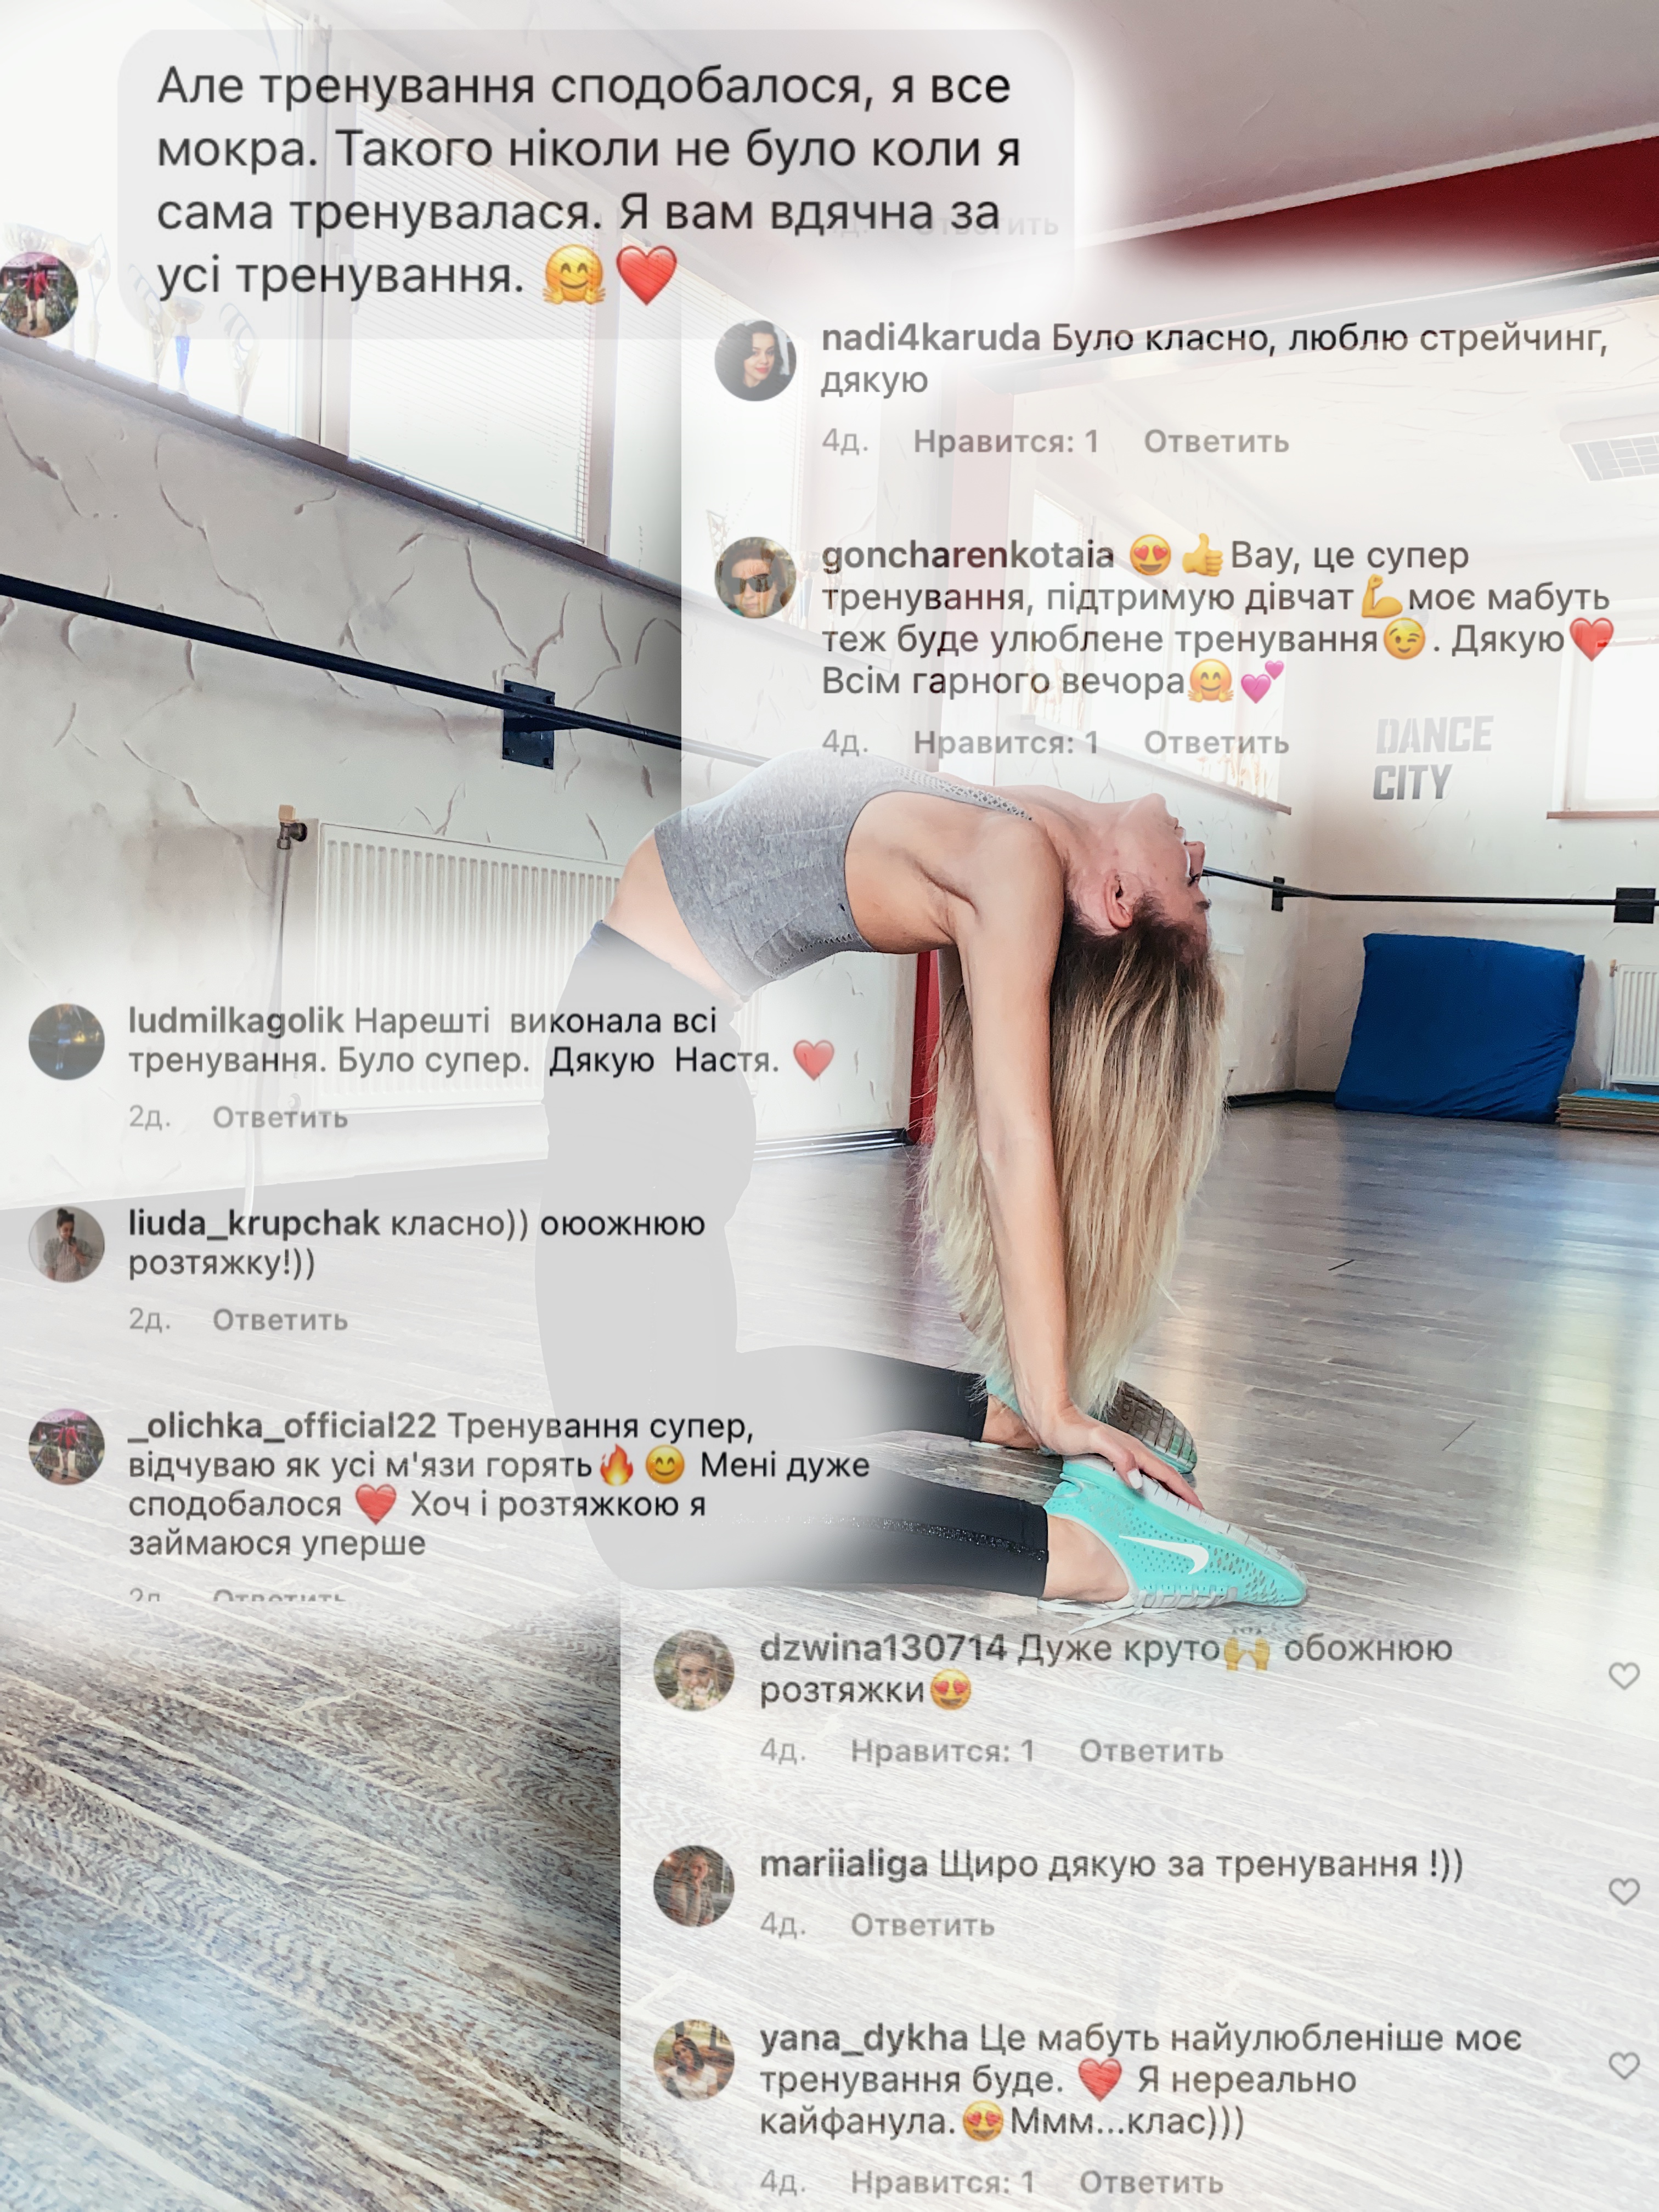 Але тренування сподобалося, я все
мокра. Такого ніколи не було коли я
сама тренувалася. Я вам вдячна за
усі тренування. 🤗❤️
Ответить
nadi4karuda Було класно, люблю стрейчинг,
дякую
4д. Нравится: 1 Ответить
goncharenkotaia 😍👍Вау, це супер
тренування, підтримую дівчат💪моє мабуть
теж буде улюблене тренування😉. Дякую❤️
Всім гарного вечора🤗💕
4д. Нравится: 1 Ответить
DANCE
CITY
ludmilkagolik Нарешті виконала всі
тренування. Було супер. Дякую Настя. ❤️
2д. Ответить
liuda_krupchak класно)) оюожнюю
розтяжку!))
2д. Ответить
_olichka_official22 Тренування супер,
відчуваю як усі м'язи горять🔥😊 Мені дуже
сподобалося ❤️ Хоч і розтяжкою я
займаюся уперше
2д. Ответить
dzwina130714 Дуже круто🙌 обожнюю
розтяжки😍
4д. Нравится: 1 Ответить
mariialiga Щиро дякую за тренування !))
4д. Ответить
yana_dykha Це мабуть найулюбленіше моє
тренування буде. ❤️ Я нереально
кайфанула.😍Ммм...клас)))
4д. Нравится: 1 Ответить